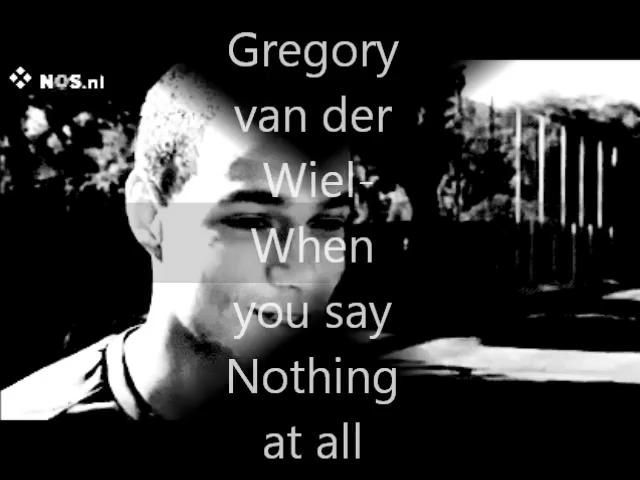 Gregory
NOS.nl
van der
Wiel-
When
you say
Nothing
at all